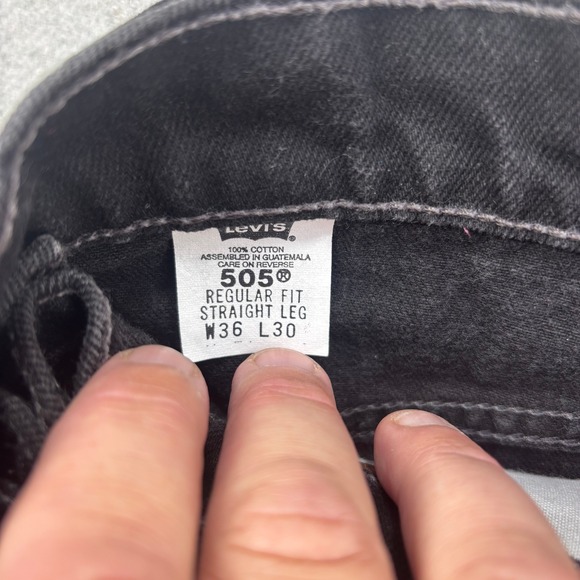 Levi's
100% COTTON
ASSEMBLED IN GUATEMALA
CARE ON REVERSE
505®
REGULAR FIT
STRAIGHT LEG
W36 L30